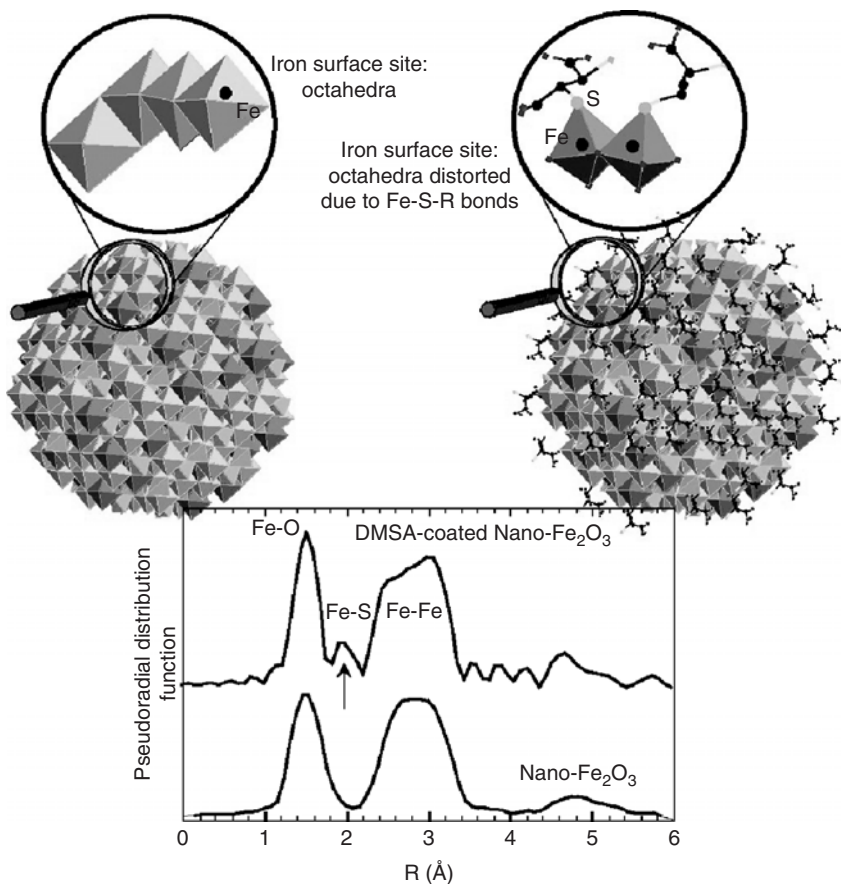 Iron surface site:
octahedra
Fe
S
Fe
Iron surface site:
octahedra distorted
due to Fe-S-R bonds
Fe-O
DMSA-coated Nano-Fe₂O₃
Fe-S
Fe-Fe
Nano-Fe₂O₃
Pseudoradial distribution
function
0 1 2 3 4 5 6
R (Å)